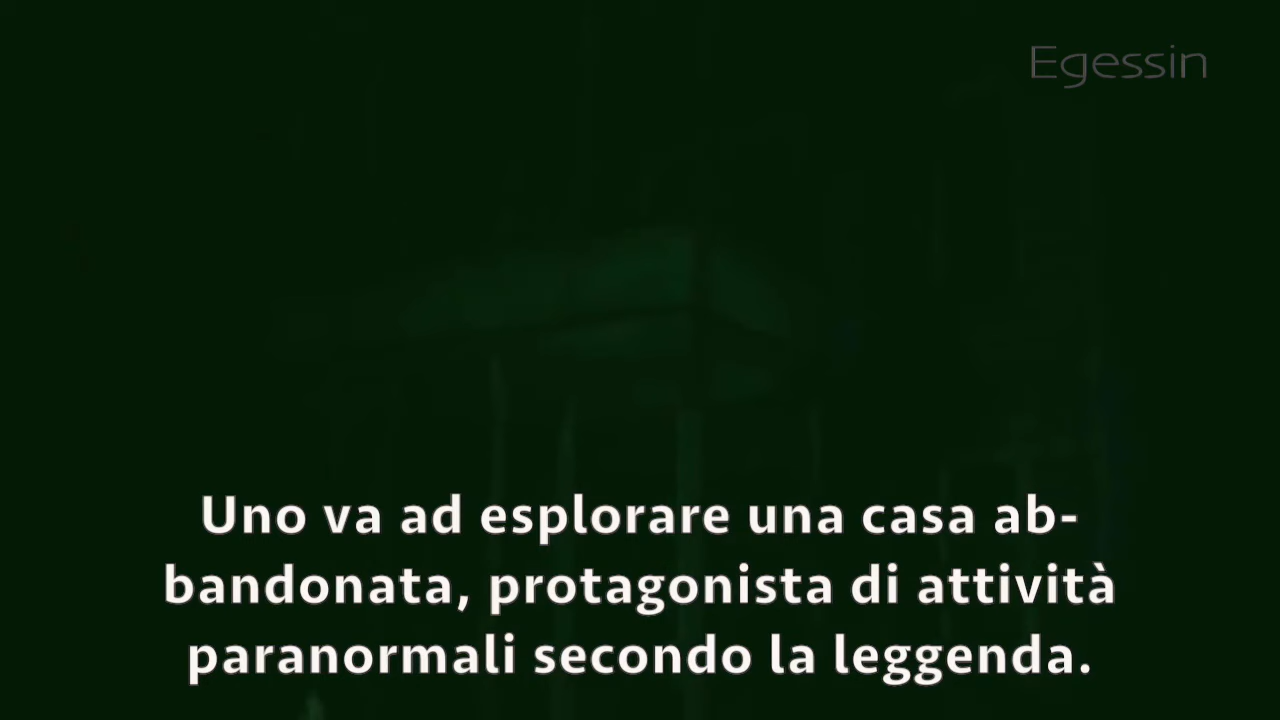 Egessin
Uno va ad esplorare una casa ab-
bandonata, protagonista di attività
paranormali secondo la leggenda.